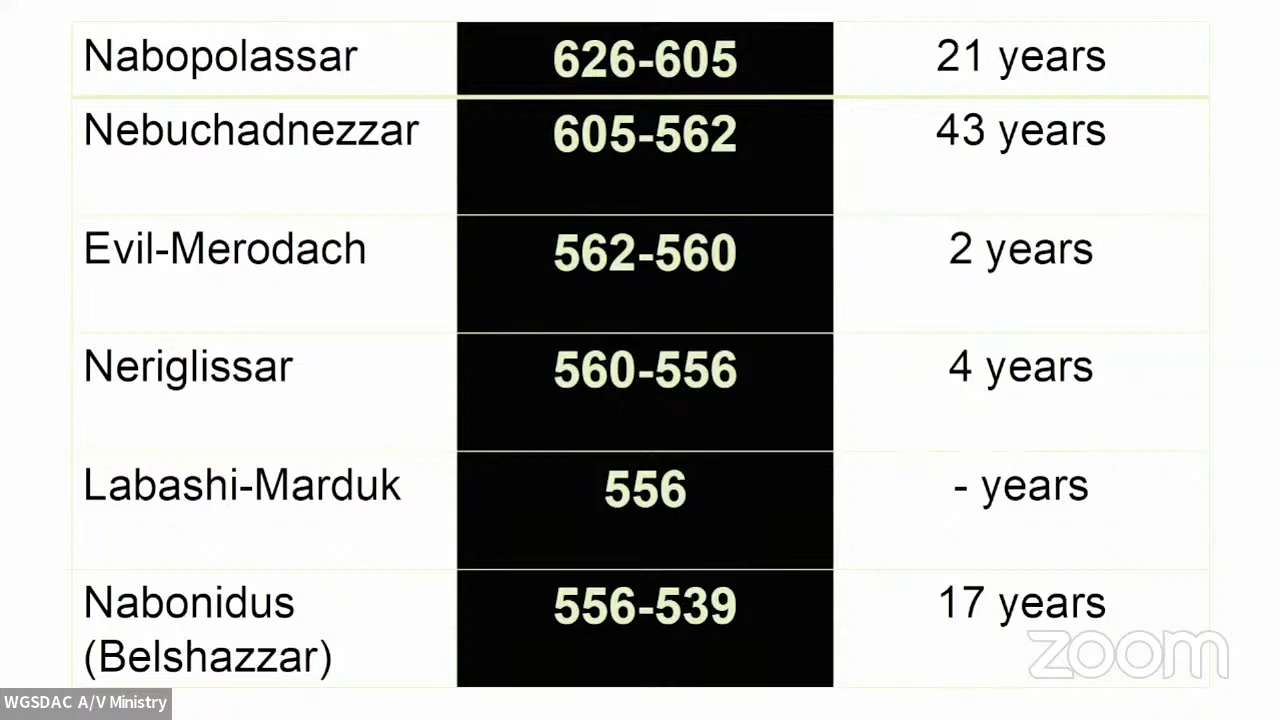 Nabopolassar 626-605 21 years
Nebuchadnezzar 605-562 43 years
Evil-Merodach 562-560 2 years
Neriglissar 560-556 4 years
Labashi-Marduk 556 - years
Nabonidus 556-539 17 years
(Belshazzar)
zoom
WGSDAC A/V Ministry